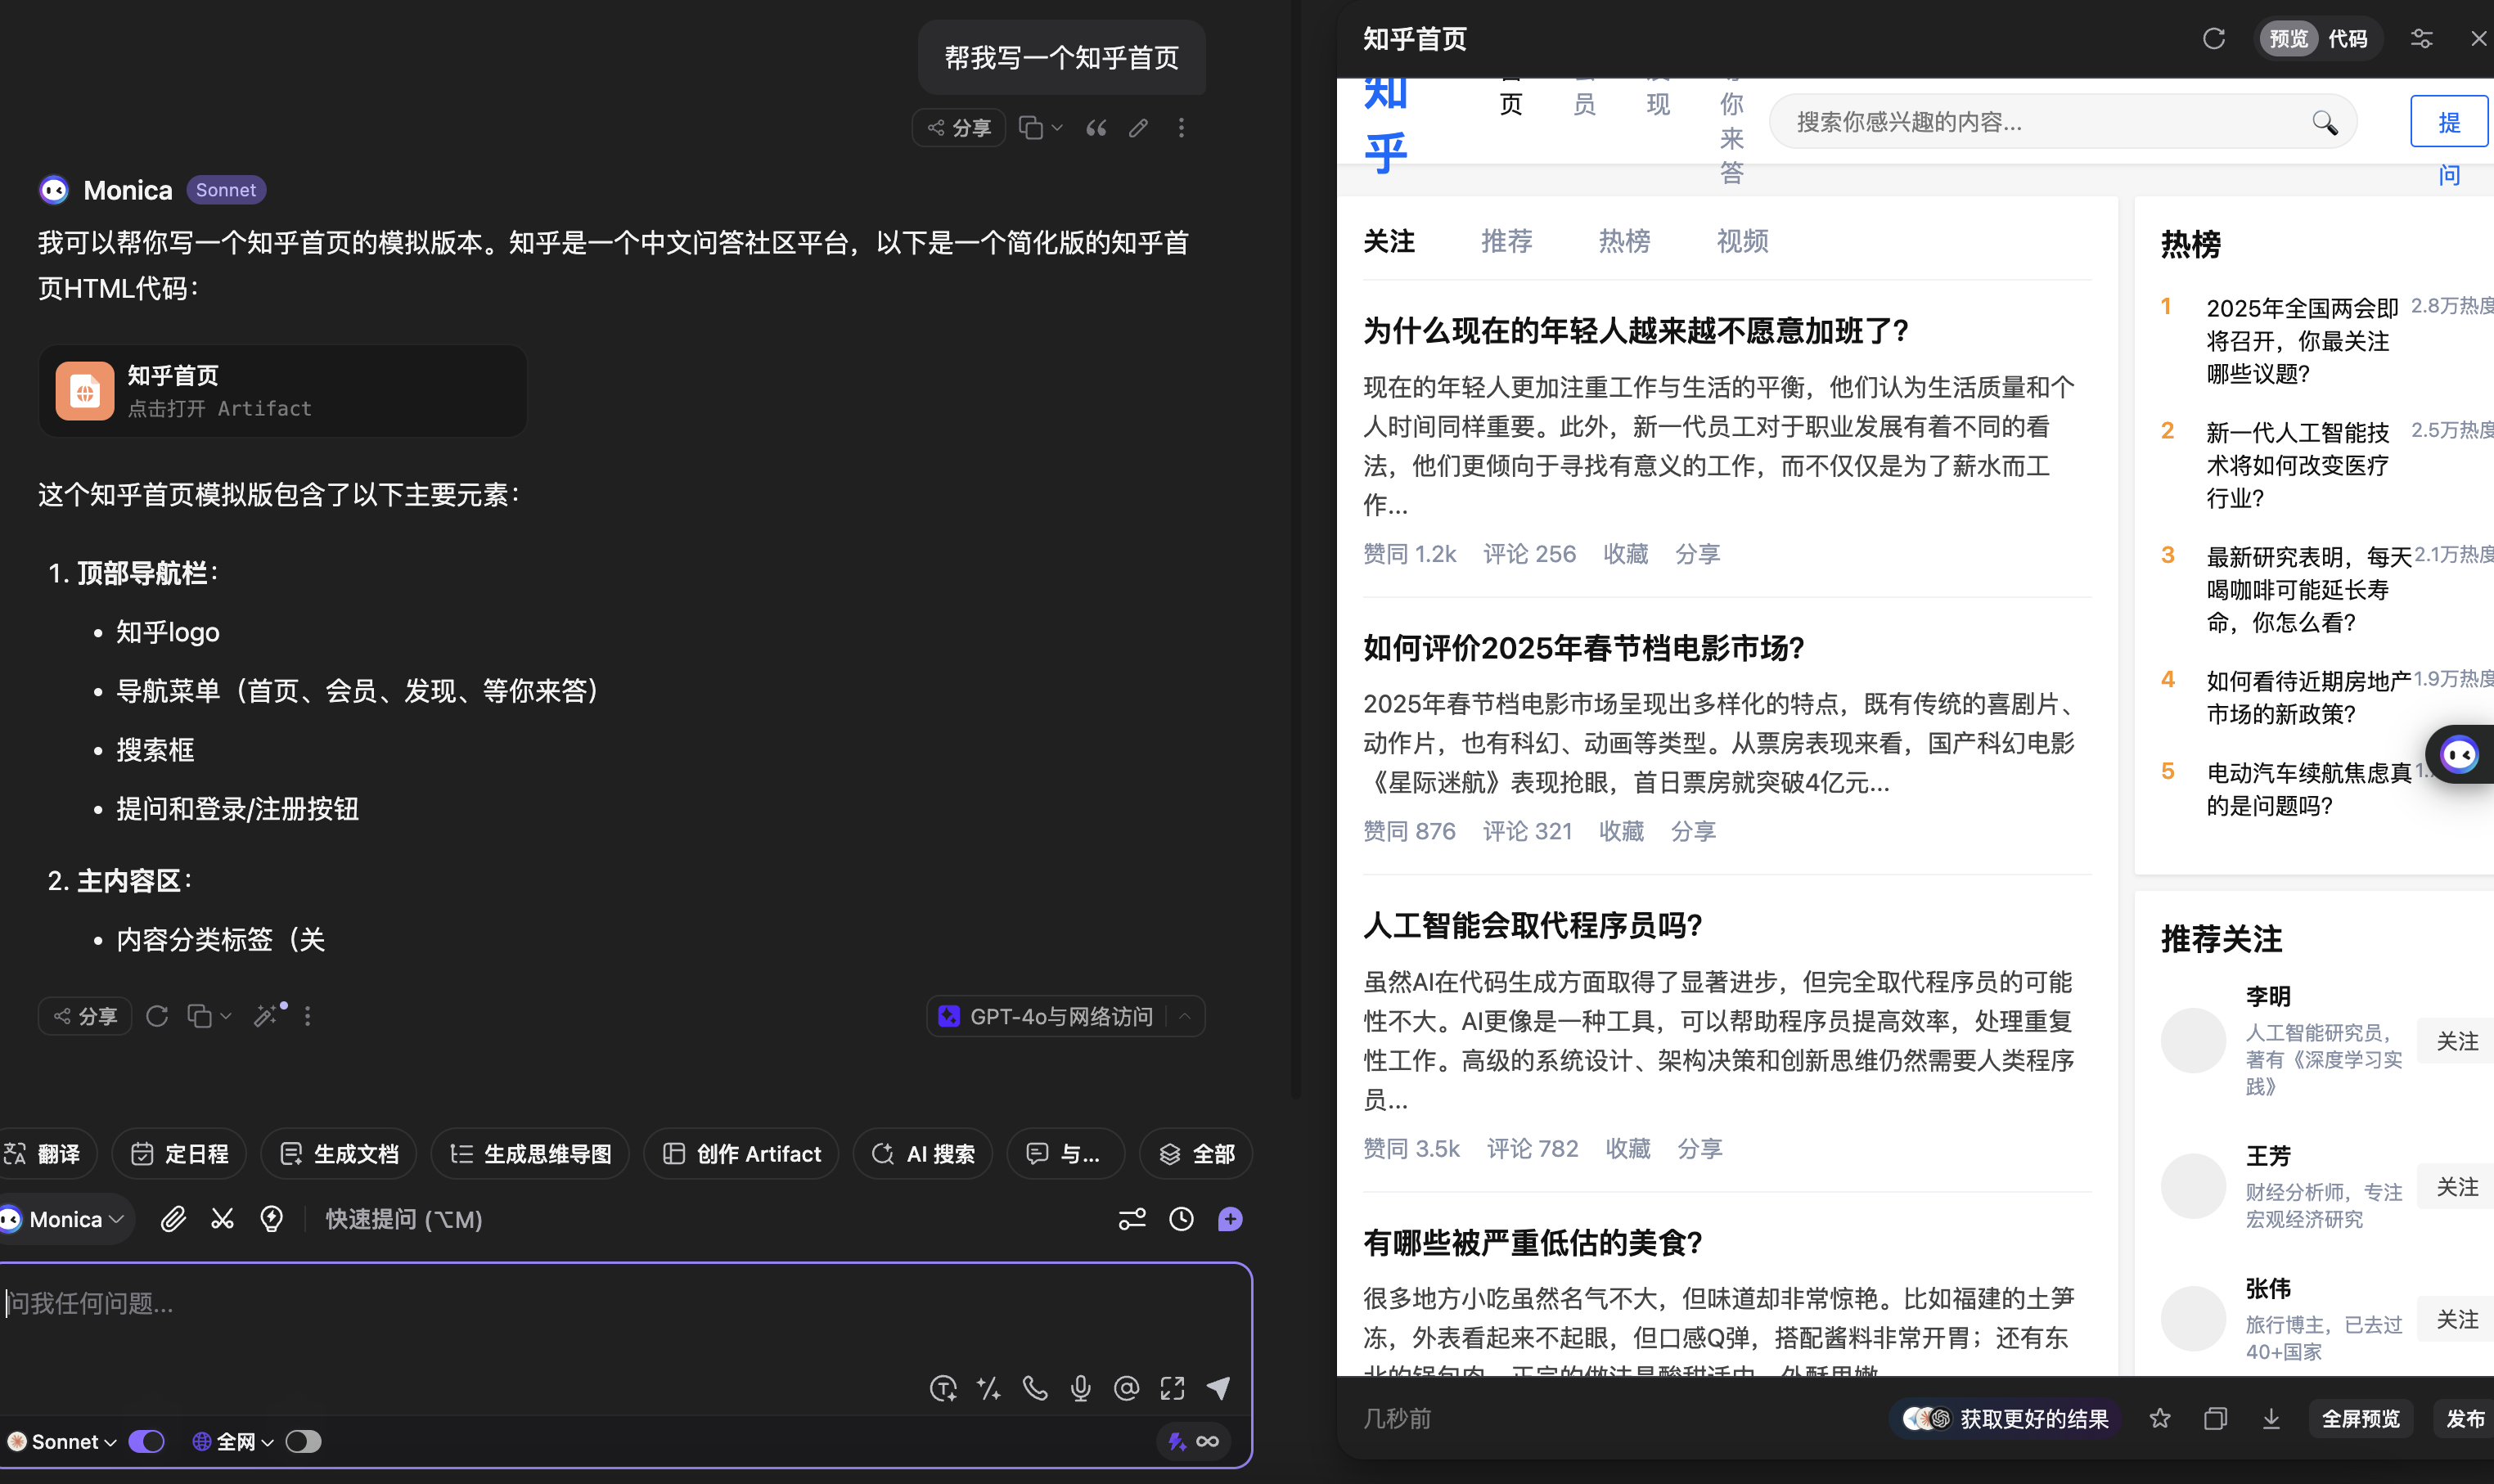 帮我写一个知乎首页
分享
Monica Sonnet
我可以帮你写一个知乎首页的模拟版本。知乎是一个中文问答社区平台，以下是一个简化版的知乎首
页HTML代码：
知乎首页
点击打开 Artifact
这个知乎首页模拟版包含了以下主要元素：
1. 顶部导航栏：
• 知乎logo
• 导航菜单（首页、会员、发现、等你来答）
• 搜索框
• 提问和登录/注册按钮
2. 主内容区：
• 内容分类标签（关
分享
GPT-4o与网络访问
翻译 定日程 生成文档 生成思维导图 创作 Artifact AI 搜索 与... 全部
Monica 快速提问 (⌥M)
问我任何问题...
Sonnet 全网
知乎首页
预览 代码
知
乎
页
员
现
你
来
答
搜索你感兴趣的内容...
提
问
关注 推荐 热榜 视频
为什么现在的年轻人越来越不愿意加班了？
现在的年轻人更加注重工作与生活的平衡，他们认为生活质量和个
人时间同样重要。此外，新一代员工对于职业发展有着不同的看
法，他们更倾向于寻找有意义的工作，而不仅仅是为了薪水而工
作...
赞同 1.2k 评论 256 收藏 分享
如何评价2025年春节档电影市场？
2025年春节档电影市场呈现出多样化的特点，既有传统的喜剧片、
动作片，也有科幻、动画等类型。从票房表现来看，国产科幻电影
《星际迷航》表现抢眼，首日票房就突破4亿元...
赞同 876 评论 321 收藏 分享
人工智能会取代程序员吗？
虽然AI在代码生成方面取得了显著进步，但完全取代程序员的可能
性不大。AI更像是一种工具，可以帮助程序员提高效率，处理重复
性工作。高级的系统设计、架构决策和创新思维仍然需要人类程序
员...
赞同 3.5k 评论 782 收藏 分享
有哪些被严重低估的美食？
很多地方小吃虽然名气不大，但味道却非常惊艳。比如福建的土笋
冻，外表看起来不起眼，但口感Q弹，搭配酱料非常开胃；还有东
北的锅包肉，正宗的做法是酸甜适中，外酥里嫩
热榜
1 2025年全国两会即 2.8万热度
将召开，你最关注
哪些议题？
2 新一代人工智能技 2.5万热度
术将如何改变医疗
行业？
3 最新研究表明，每天 2.1万热度
喝咖啡可能延长寿
命，你怎么看？
4 如何看待近期房地产 1.9万热度
市场的新政策？
5 电动汽车续航焦虑真 1.
的是问题吗？
推荐关注
李明
人工智能研究员，
著有《深度学习实
践》
关注
王芳
财经分析师，专注
宏观经济研究
关注
张伟
旅行博主，已去过
40+国家
关注
几秒前
获取更好的结果
全屏预览
发布